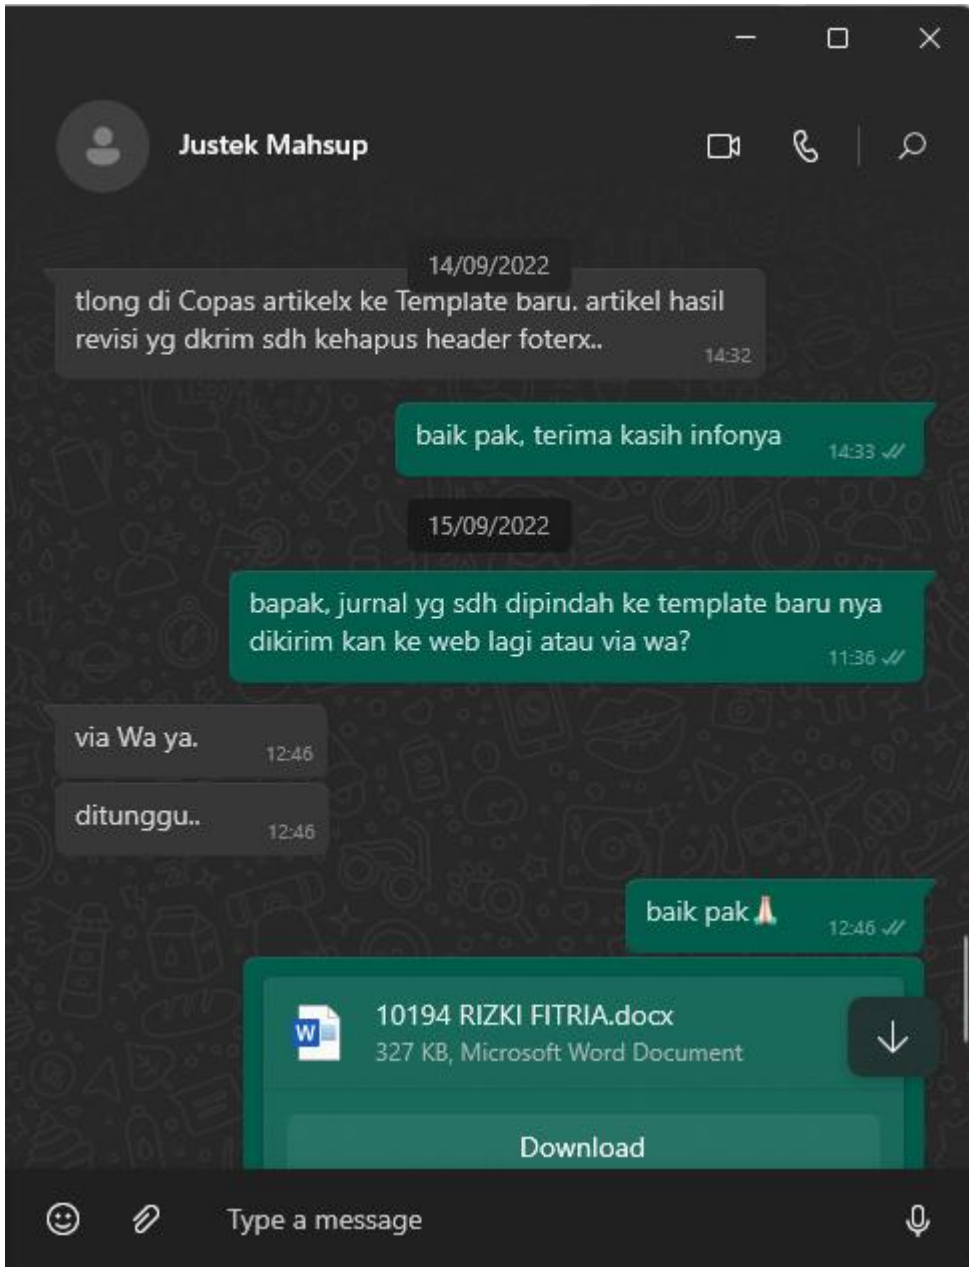 Justek Mahsup
14/09/2022
tlong di Copas artikelx ke Template baru. artikel hasil
revisi yg dkrim sdh kehapus header foterx..
14:32
baik pak, terima kasih infonya
14:33
15/09/2022
bapak, jurnal yg sdh dipindah ke template baru nya
dikirim kan ke web lagi atau via wa?
11:36
via Wa ya.
12:46
ditunggu..
12:46
baik pak🙏🏻
12:46
W
10194 RIZKI FITRIA.docx
327 KB, Microsoft Word Document
Download
Type a message